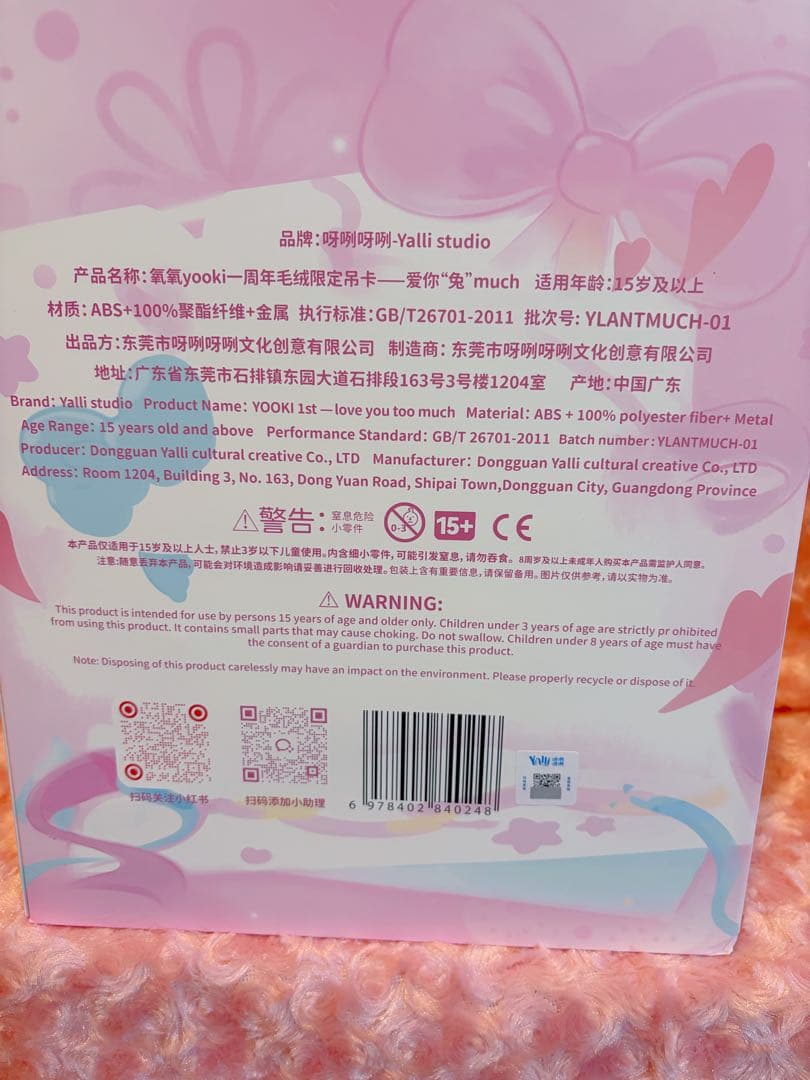 品牌：呀咧呀咧-Yalli studio
产品名称：氧氧yooki一周年毛绒限定吊卡——爱你“兔”much 适用年龄：15岁及以上
材质：ABS+100%聚酯纤维+金属 执行标准：GB/T26701-2011 批次号：YLANTMUCH-01
出品方：东莞市呀咧呀咧文化创意有限公司 制造商：东莞市呀咧呀咧文化创意有限公司
地址：广东省东莞市石排镇东园大道石排段163号3号楼1204室 产地：中国广东
Brand: Yalli studio Product Name: YOOKI 1st —love you too much Material: ABS + 100% polyester fiber+ Metal
Age Range: 15 years old and above Performance Standard: GB/T 26701-2011 Batch number:YLANTMUCH-01
Producer: Dongguan Yalli cultural creative Co., LTD Manufacturer: Dongguan Yalli cultural creative Co., LTD
Address: Room 1204, Building 3, No. 163, Dong Yuan Road, Shipai Town,Dongguan City, Guangdong Province
警告：窒息危险 小零件 0-3 15+ CE
本产品仅适用于15岁及以上人士，禁止3岁以下儿童使用。内含细小零件，可能引发窒息，请勿吞食。8周岁及以上未成年人购买本产品需监护人同意。
注意：随意丢弃本产品，可能会对环境造成影响请妥善进行回收处理。包装上含有重要信息，请保留备用。图片仅供参考，请以实物为准。
WARNING:
This product is intended for use by persons 15 years of age and older only. Children under 3 years of age are strictly pr ohibited
from using this product. It contains small parts that may cause choking. Do not swallow. Children under 8 years of age must have
the consent of a guardian to purchase this product.
Note: Disposing of this product carelessly may have an impact on the environment. Please properly recycle or dispose of it.
扫码关注小红书 扫码添加小助理 6 978402 840248
Yalli